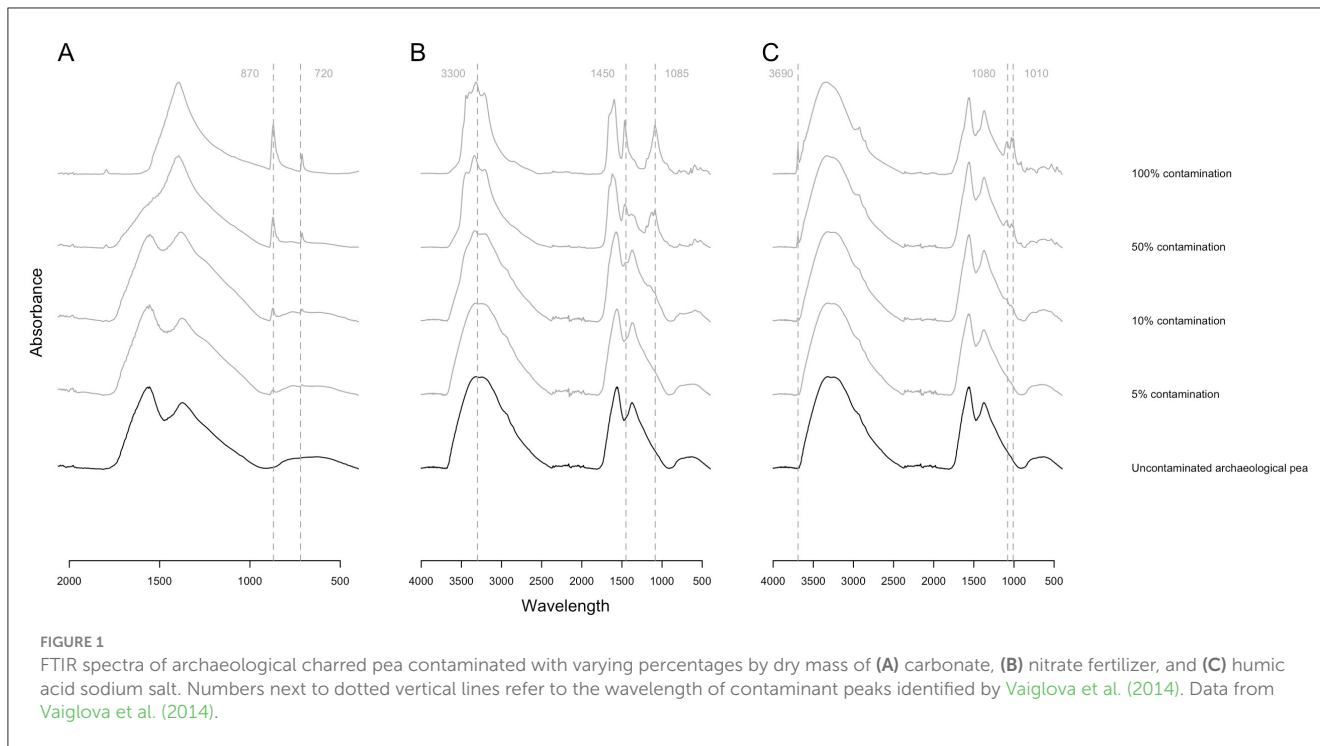 A
B
C
870
720
3300
1450
1085
3690
1080
1010
100% contamination
50% contamination
10% contamination
5% contamination
Uncontaminated archaeological pea
Absorbance
2000
1500
1000
500
4000
3500
3000
2500
2000
1500
1000
500
4000
3500
3000
2500
2000
1500
1000
500
Wavelength
FIGURE 1
FTIR spectra of archaeological charred pea contaminated with varying percentages by dry mass of (A) carbonate, (B) nitrate fertilizer, and (C) humic
acid sodium salt. Numbers next to dotted vertical lines refer to the wavelength of contaminant peaks identified by Vaiglova et al. (2014). Data from
Vaiglova et al. (2014).